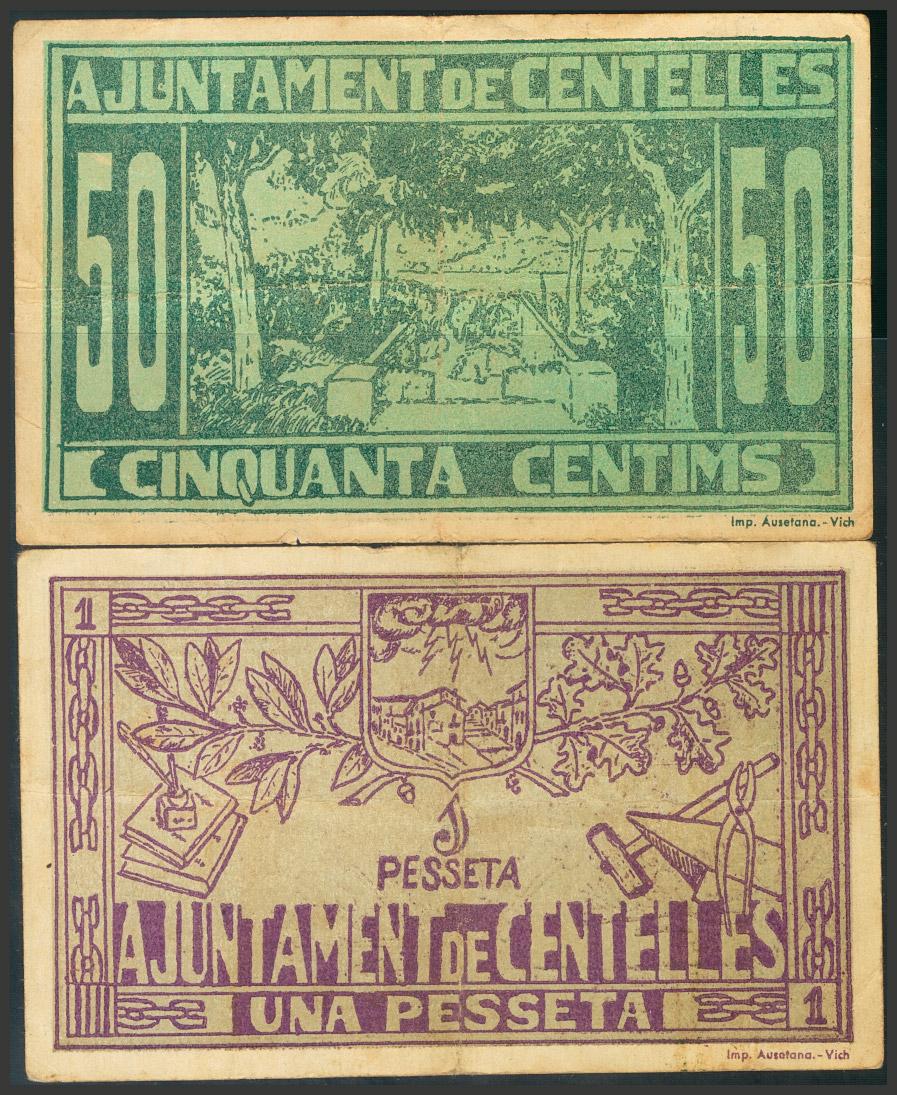 AJUNTAMENT DE CENTELLES
50
50
CINQUANTA CENTIMS
Imp. Ausetana.-Vich
1
1
PESSETA
AJUNTAMENT DE CENTELLES
UNA PESSETA
1
Imp. Ausetana.-Vich